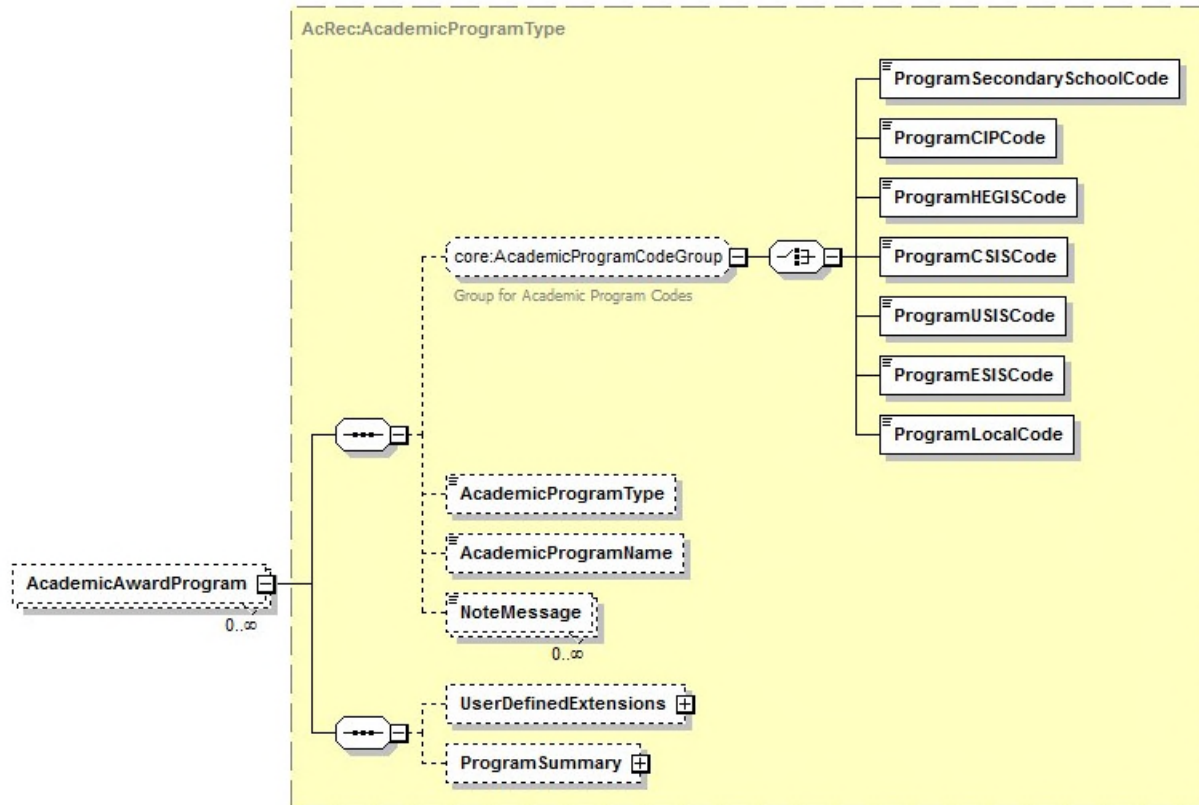 AcRec:AcademicProgramType
ProgramSecondarySchoolCode
ProgramCIPCode
ProgramHEGISCode
core:AcademicProgramCodeGroup
ProgramCSISCode
Group for Academic Program Codes
ProgramUSISCode
ProgramESISCode
ProgramLocalCode
AcademicProgramType
AcademicProgramName
AcademicAwardProgram
0..∞
NoteMessage
0..∞
UserDefinedExtensions
ProgramSummary